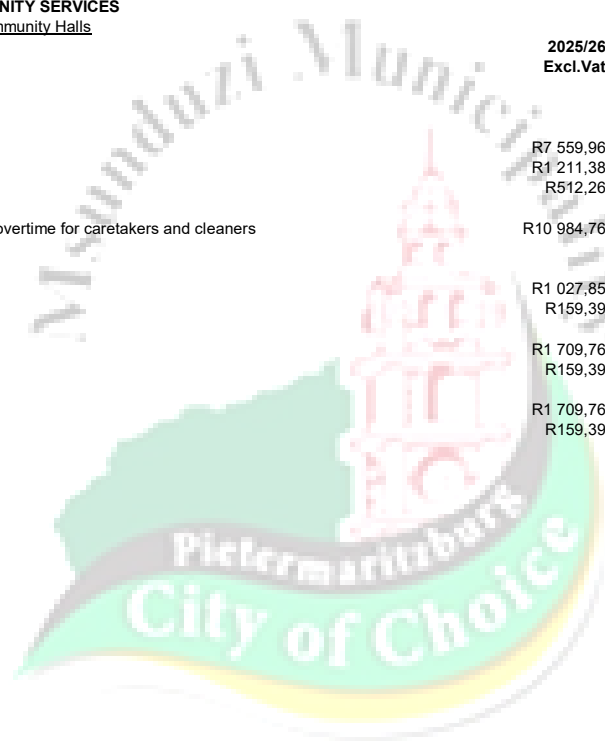 NITY SERVICES
mmunity Halls
2025/26
Excl.Vat
R7 559,96
R1 211,38
R512,26
overtime for caretakers and cleaners R10 984,76
R1 027,85
R159,39
R1 709,76
R159,39
R1 709,76
R159,39
Msunduzi Municipal
Pietermaritzburg
City of Choice